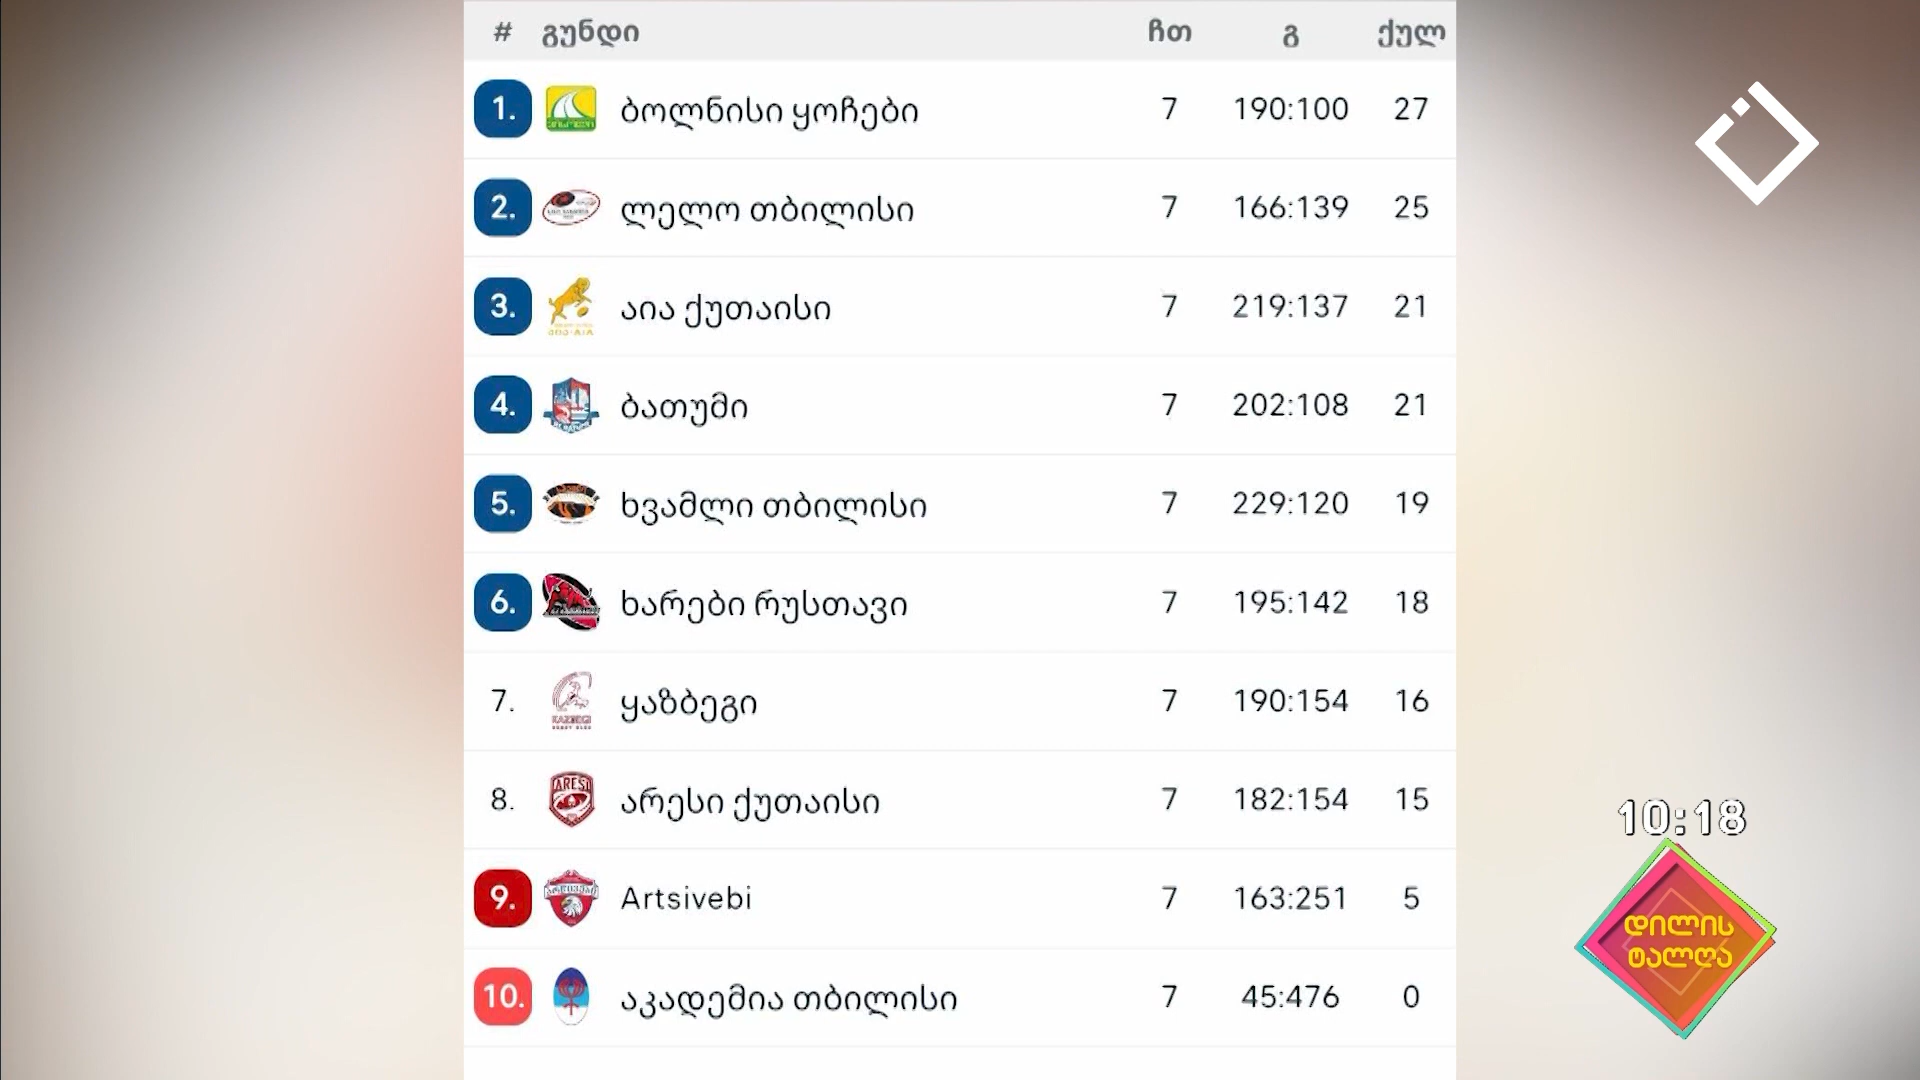 # გუნდი ჩთ გ ქულ
1. ბოლნისი ყოჩები 7 190:100 27
2. ლელო თბილისი 7 166:139 25
3. აია ქუთაისი 7 219:137 21
4. ბათუმი 7 202:108 21
5. ხვამლი თბილისი 7 229:120 19
6. ხარები რუსთავი 7 195:142 18
7. ყაზბეგი 7 190:154 16
8. არესი ქუთაისი 7 182:154 15
9. Artsivebi 7 163:251 5
10. აკადემია თბილისი 7 45:476 0
10:18
დილის
ტალღა